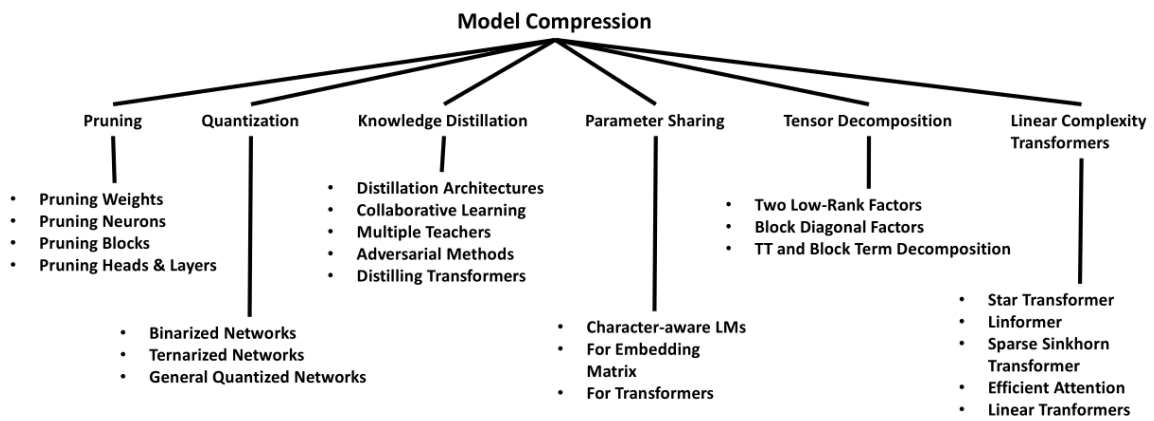 Model Compression
Pruning
Quantization
Knowledge Distillation
Parameter Sharing
Tensor Decomposition
Linear Complexity
Transformers
• Pruning Weights
• Pruning Neurons
• Pruning Blocks
• Pruning Heads & Layers
• Binarized Networks
• Ternarized Networks
• General Quantized Networks
• Distillation Architectures
• Collaborative Learning
• Multiple Teachers
• Adversarial Methods
• Distilling Transformers
• Character-aware LMs
• For Embedding
Matrix
• For Transformers
• Two Low-Rank Factors
• Block Diagonal Factors
• TT and Block Term Decomposition
• Star Transformer
• Linformer
• Sparse Sinkhorn
Transformer
• Efficient Attention
• Linear Tranformers